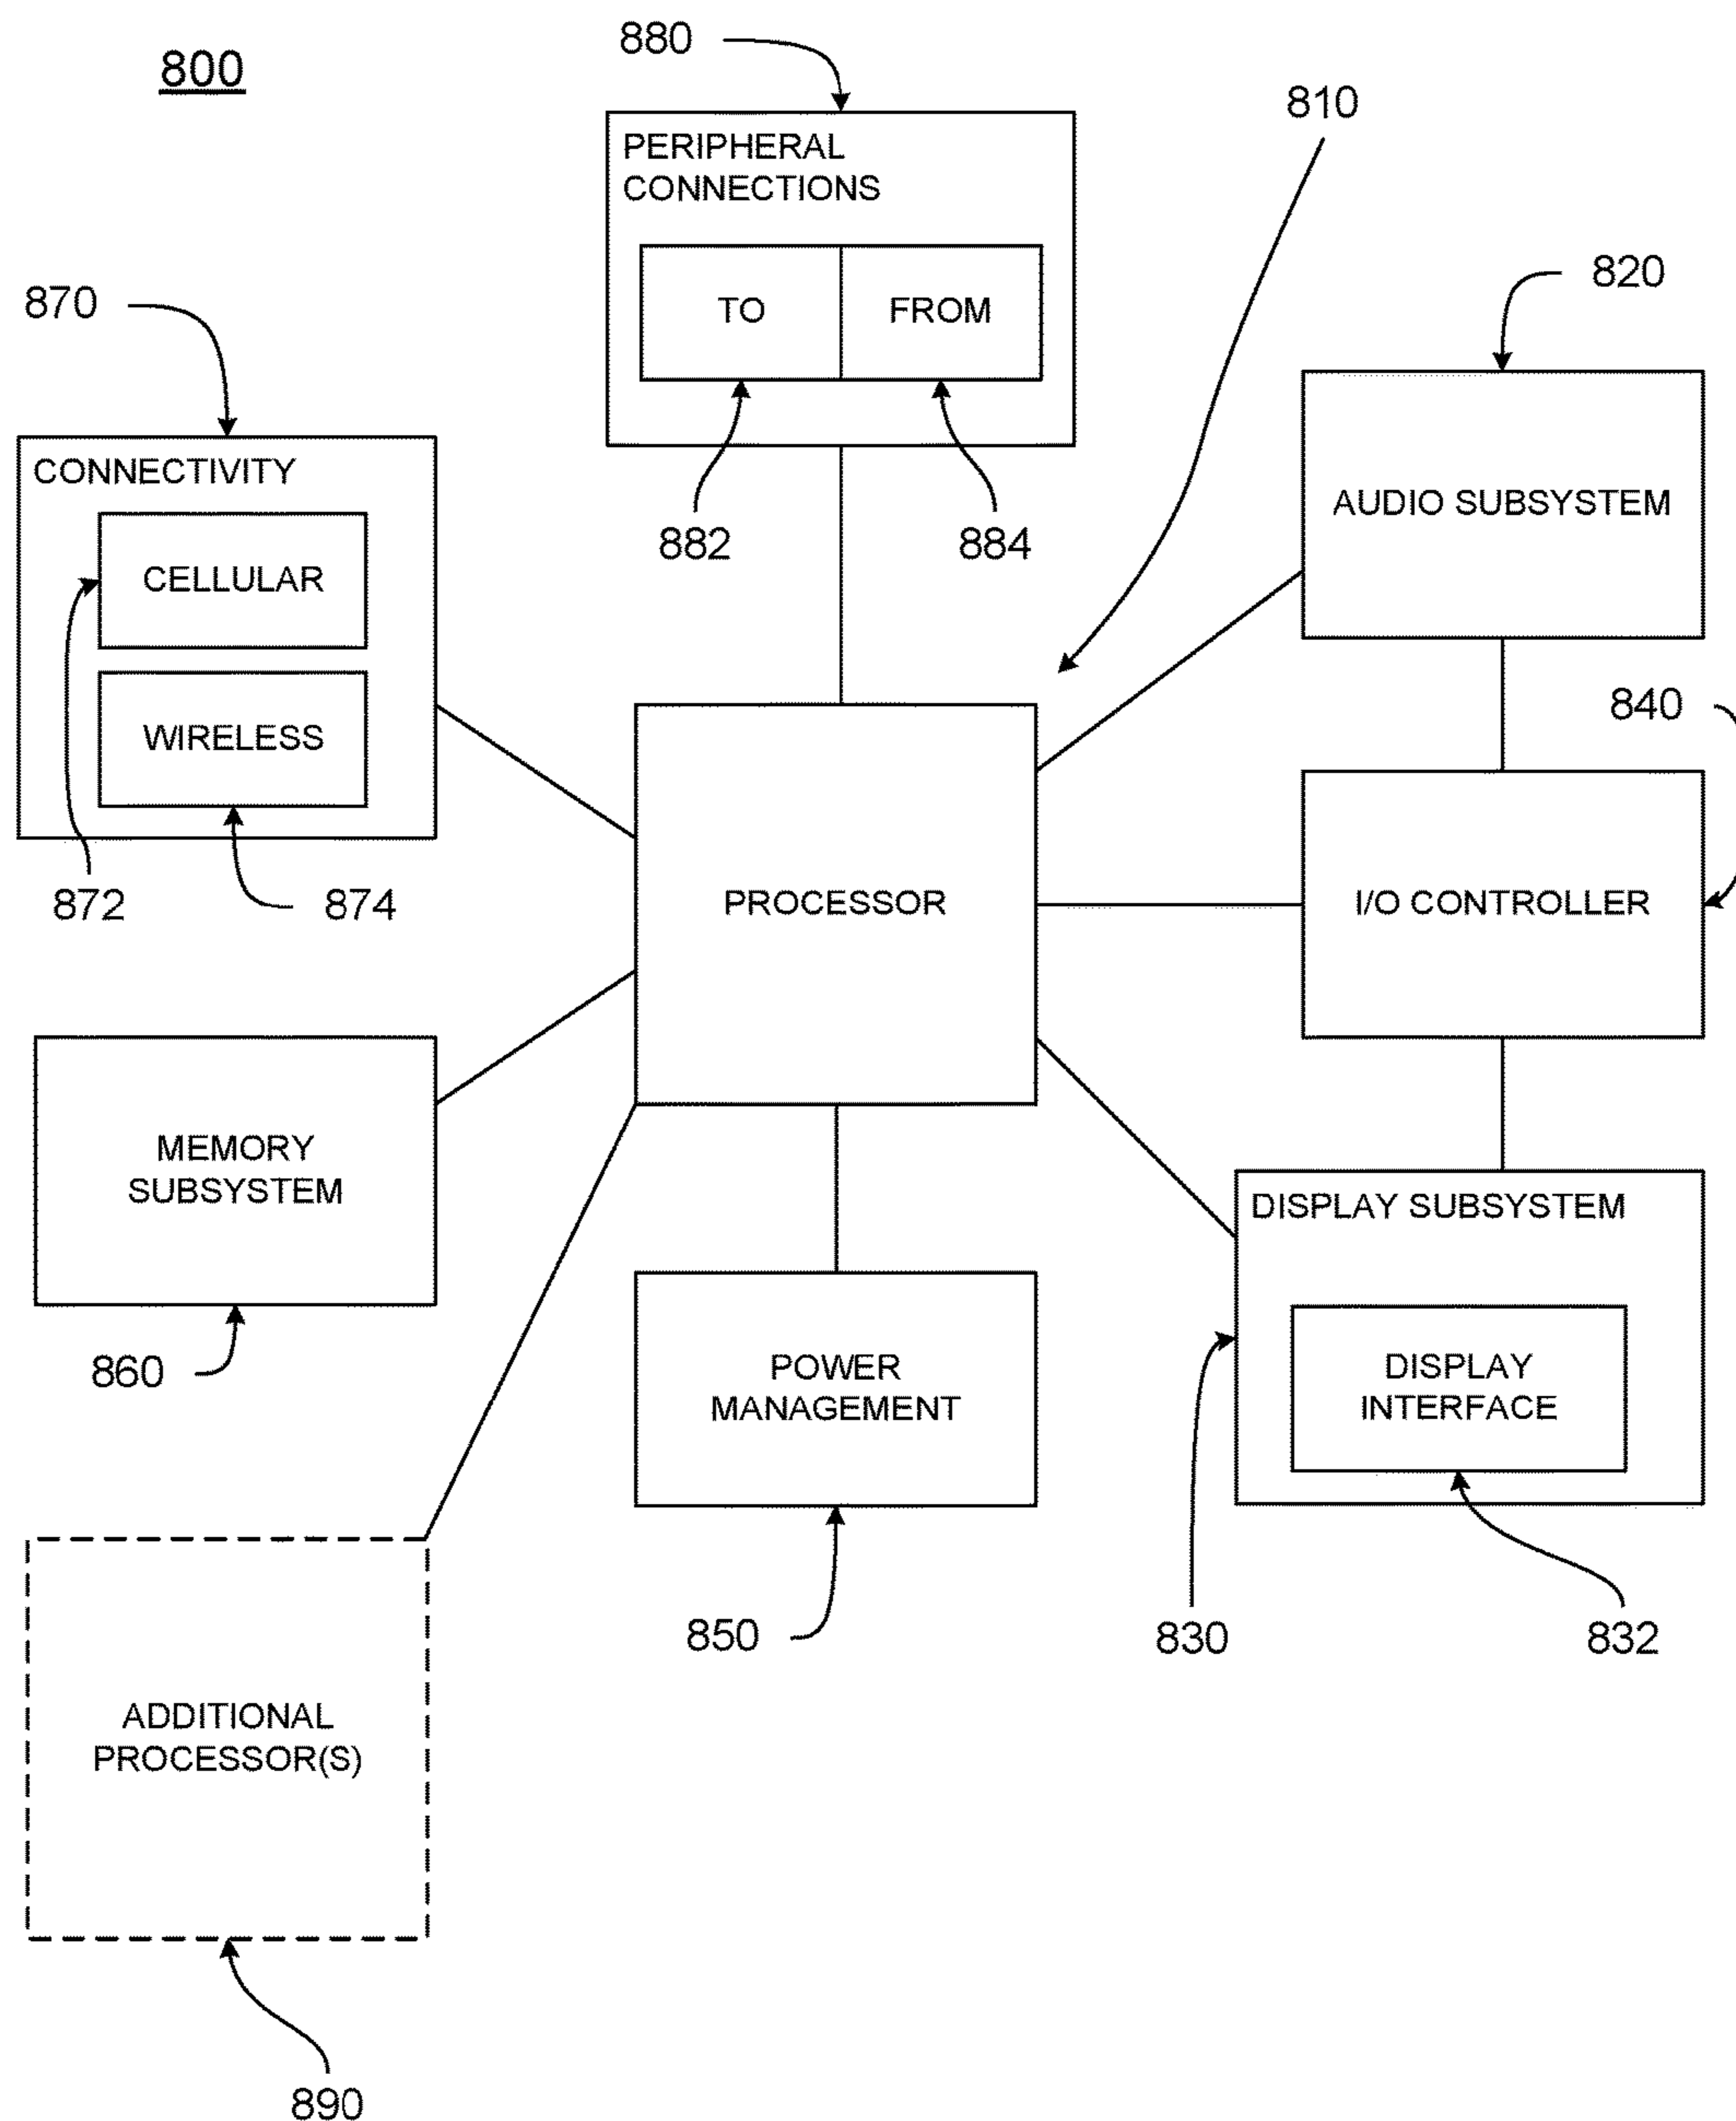 800
880
810
PERIPHERAL
CONNECTIONS
TO
FROM
882
884
870
CONNECTIVITY
CELLULAR
WIRELESS
872
874
820
AUDIO SUBSYSTEM
840
PROCESSOR
I/O CONTROLLER
MEMORY
SUBSYSTEM
860
POWER
MANAGEMENT
850
DISPLAY SUBSYSTEM
DISPLAY
INTERFACE
830
832
ADDITIONAL
PROCESSOR(S)
890